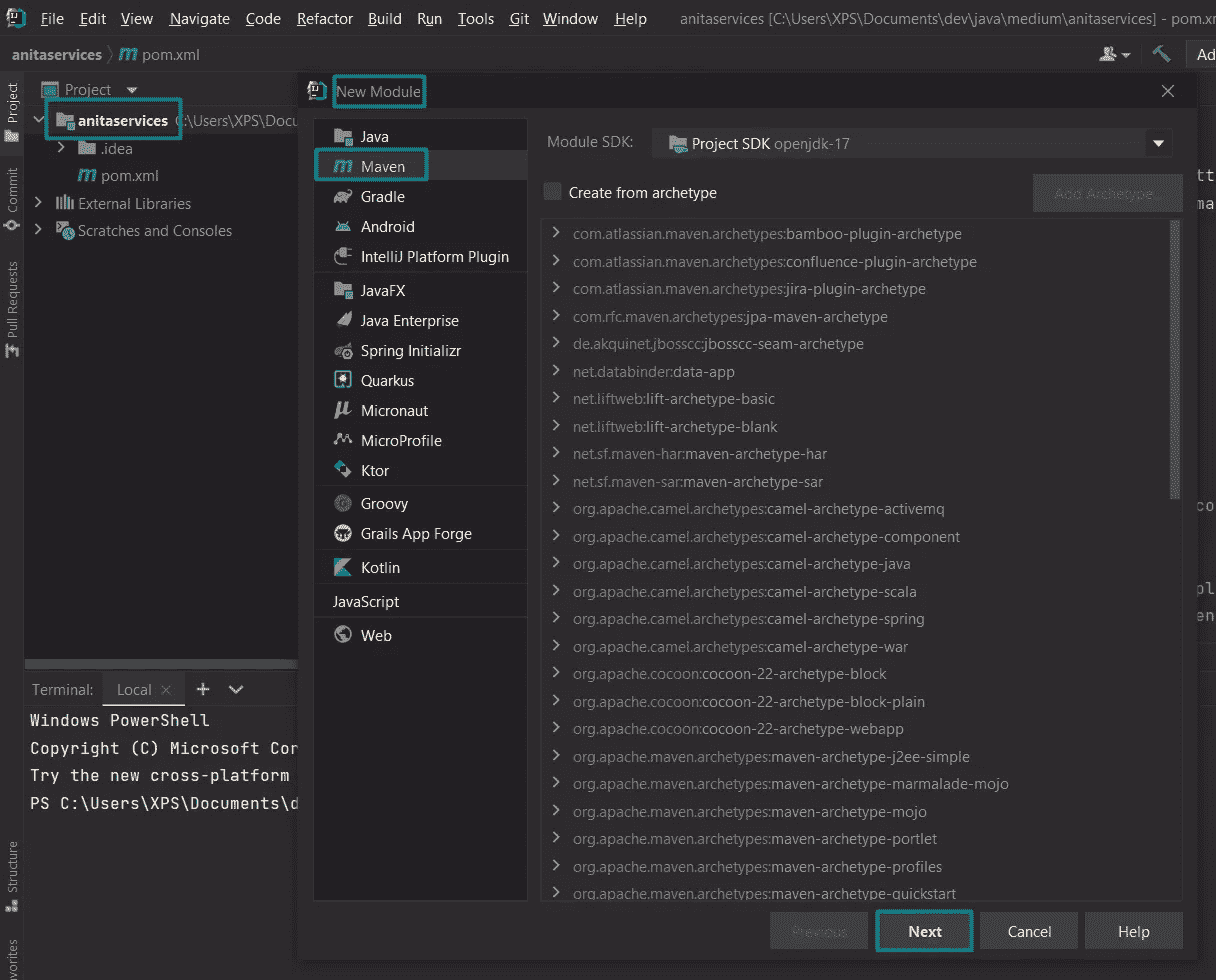 File Edit View Navigate Code Refactor Build Run Tools Git Window Help anitaservices [C:\Users\XPS\Documents\dev\java\medium\anitaservices] - pom.xm
anitaservices pom.xml
Ad
Project
Commit
Pull Requests
Structure
Project
anitaservices C:\Users\XPS\Docu
.idea
pom.xml
External Libraries
Scratches and Consoles
New Module
Java
Maven
Gradle
Android
IntelliJ Platform Plugin
JavaFX
Java Enterprise
Spring Initializr
Quarkus
Micronaut
MicroProfile
Ktor
Groovy
Grails App Forge
Kotlin
JavaScript
Web
Module SDK: Project SDK openjdk-17
Create from archetype
Add Archetype...
com.atlassian.maven.archetypes:bamboo-plugin-archetype
com.atlassian.maven.archetypes:confluence-plugin-archetype
com.atlassian.maven.archetypes:jira-plugin-archetype
com.rfc.maven.archetypes:jpa-maven-archetype
de.akquinet.jbosscc:jbosscc-seam-archetype
net.databinder:data-app
net.liftweb:lift-archetype-basic
net.liftweb:lift-archetype-blank
net.sf.maven-har:maven-archetype-har
net.sf.maven-sar:maven-archetype-sar
org.apache.camel.archetypes:camel-archetype-activemq
org.apache.camel.archetypes:camel-archetype-component
org.apache.camel.archetypes:camel-archetype-java
org.apache.camel.archetypes:camel-archetype-scala
org.apache.camel.archetypes:camel-archetype-spring
org.apache.camel.archetypes:camel-archetype-war
org.apache.cocoon:cocoon-22-archetype-block
org.apache.cocoon:cocoon-22-archetype-block-plain
org.apache.cocoon:cocoon-22-archetype-webapp
org.apache.maven.archetypes:maven-archetype-j2ee-simple
org.apache.maven.archetypes:maven-archetype-marmalade-mojo
org.apache.maven.archetypes:maven-archetype-mojo
org.apache.maven.archetypes:maven-archetype-portlet
org.apache.maven.archetypes:maven-archetype-profiles
org.apache.maven.archetypes:maven-archetype-quickstart
Previous Next Cancel Help
Terminal: Local
Windows PowerShell
Copyright (C) Microsoft Cor
Try the new cross-platform
PS C:\Users\XPS\Documents\d